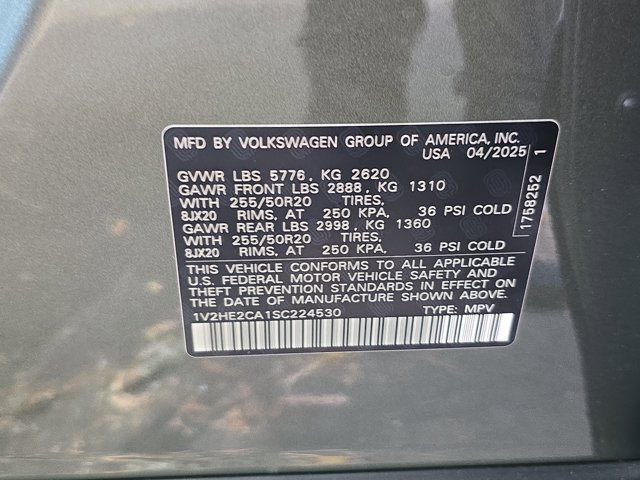 MFD BY VOLKSWAGEN GROUP OF AMERICA, INC.
USA 04/2025
GVWR LBS 5776, KG 2620
GAWR FRONT LBS 2888, KG 1310
WITH 255/50R20 TIRES,
8JX20 RIMS, AT 250 KPA, 36 PSI COLD
GAWR REAR LBS 2998, KG 1360
WITH 255/50R20 TIRES,
8JX20 RIMS, AT 250 KPA, 36 PSI COLD
THIS VEHICLE CONFORMS TO ALL APPLICABLE
U.S. FEDERAL MOTOR VEHICLE SAFETY AND
THEFT PREVENTION STANDARDS IN EFFECT ON
THE DATE OF MANUFACTURE SHOWN ABOVE.
1V2HE2CA1SC224530 TYPE: MPV
1758252 1